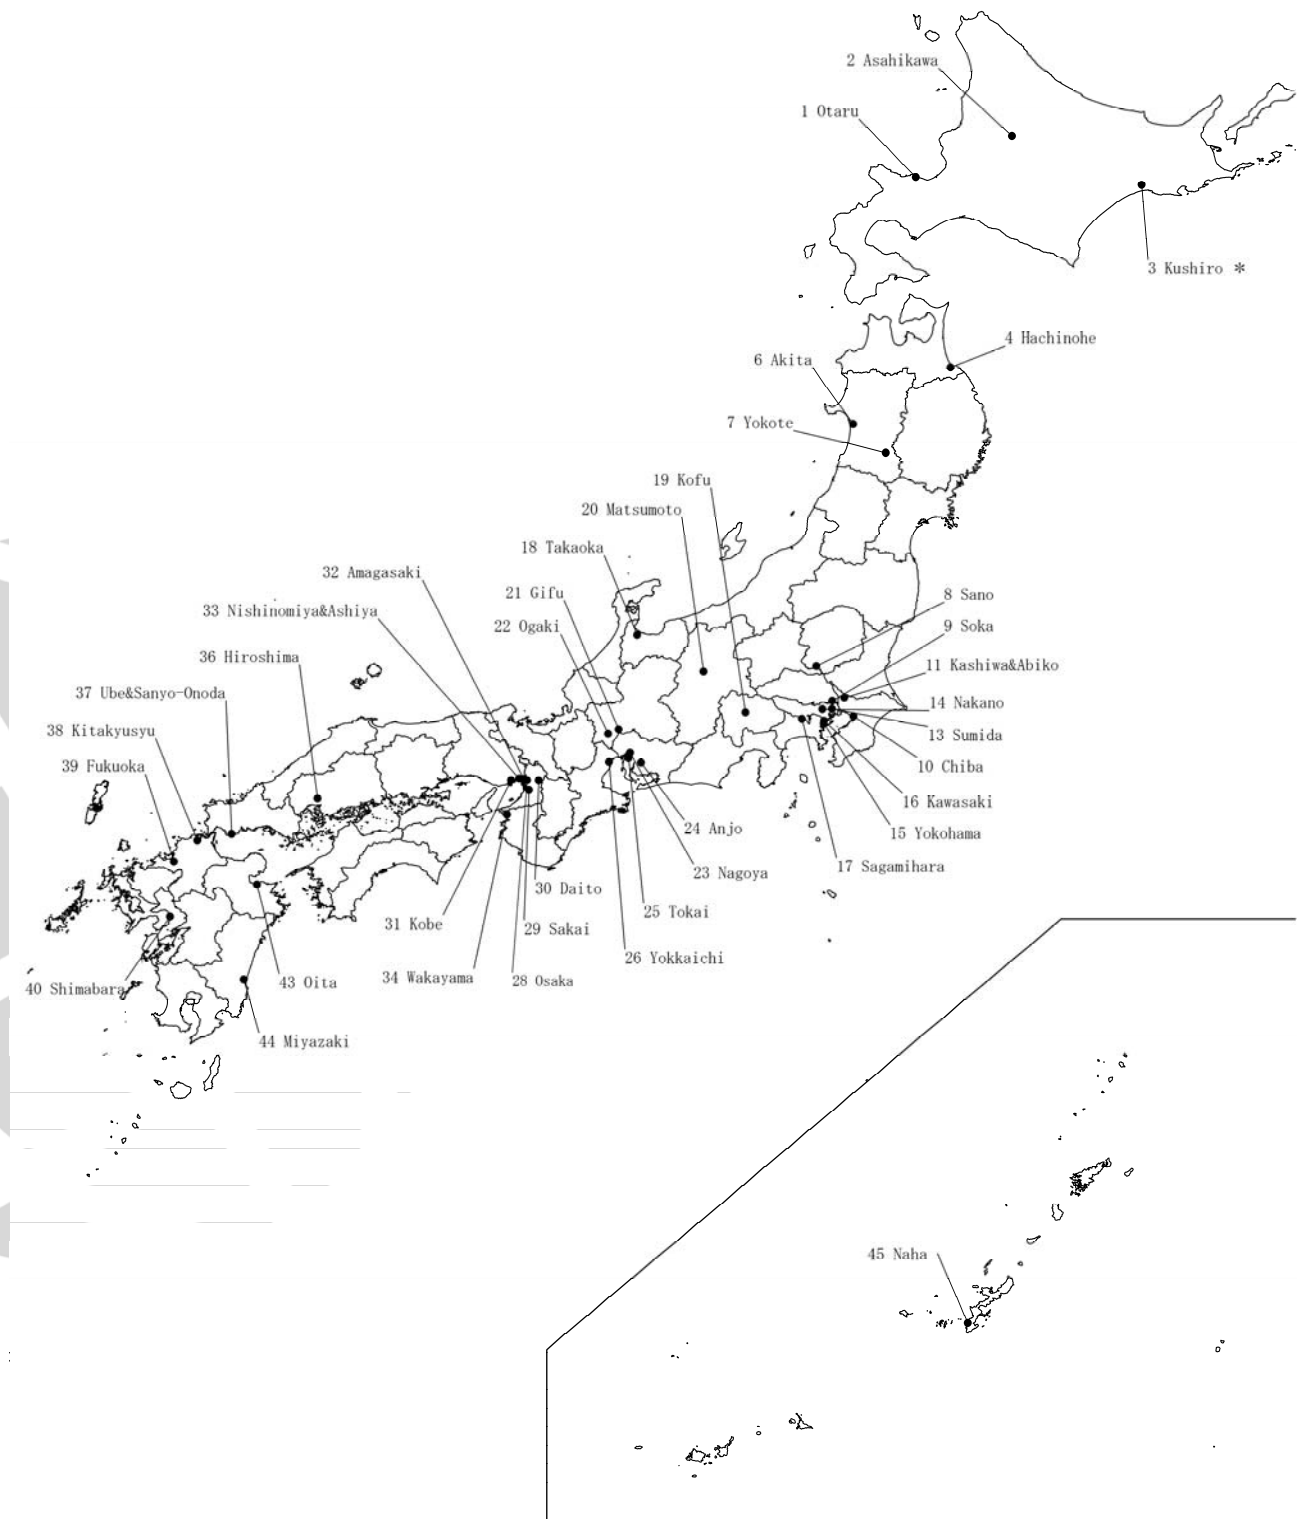 2 Asahikawa
1 Otaru
3 Kushiro *
4 Hachinohe
6 Akita
7 Yokote
19 Kofu
20 Matsumoto
18 Takaoka
32 Amagasaki
21 Gifu
33 Nishinomiya&Ashiya
22 Ogaki
36 Hiroshima
37 Ube&Sanyo-Onoda
38 Kitakyusyu
39 Fukuoka
8 Sano
9 Soka
11 Kashiwa&Abiko
14 Nakano
13 Sumida
10 Chiba
16 Kawasaki
15 Yokohama
17 Sagamihara
24 Anjo
23 Nagoya
25 Tokai
26 Yokkaichi
30 Daito
29 Sakai
28 Osaka
31 Kobe
34 Wakayama
43 Oita
40 Shimabara
44 Miyazaki
45 Naha